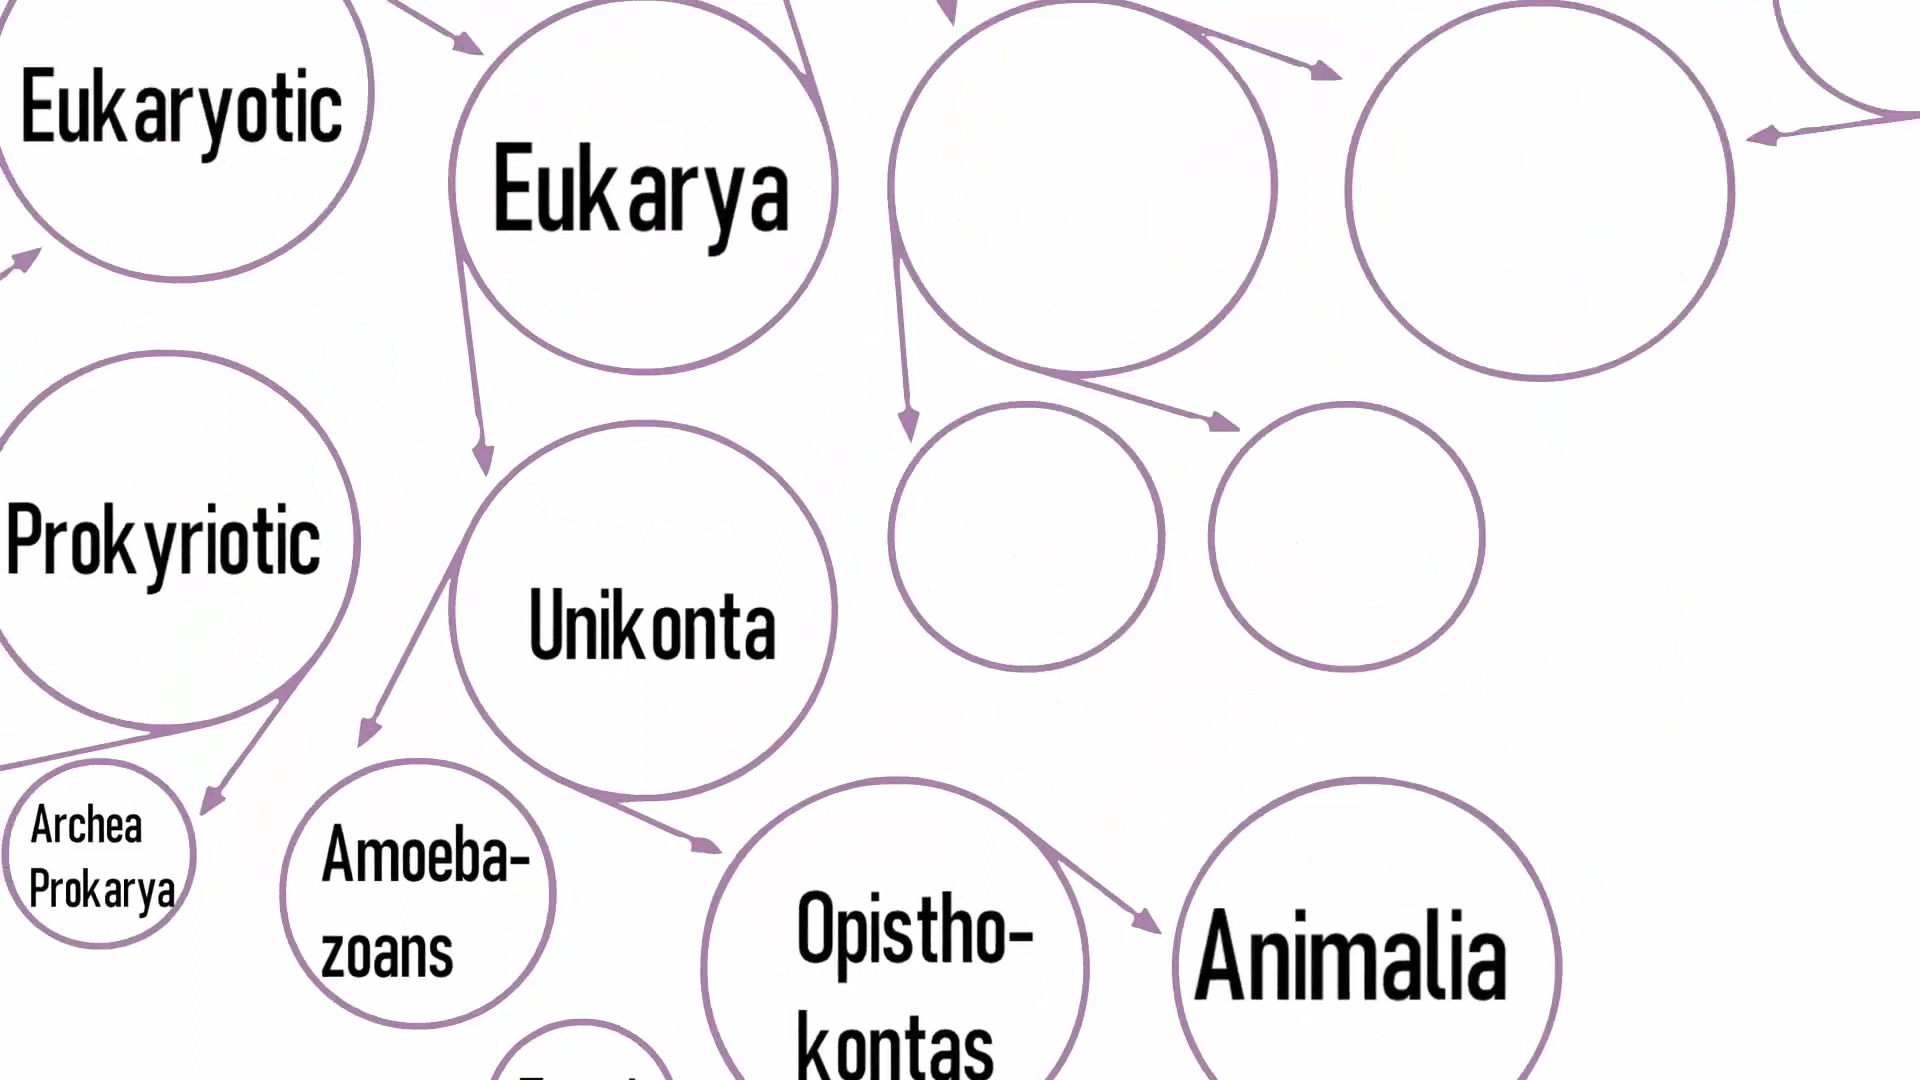 Eukaryotic
Eukarya
Prokyriotic
Unikonta
Archea
Prokarya
Amoeba-
zoans
Opistho-
kontas
Animalia